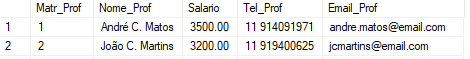 Matr_Prof Nome_Prof Salario Tel_Prof Email_Prof
1 1 André C. Matos 3500.00 11 914091971 andre.matos@email.com
2 2 João C. Martins 3200.00 11 919400625 jcmartins@email.com